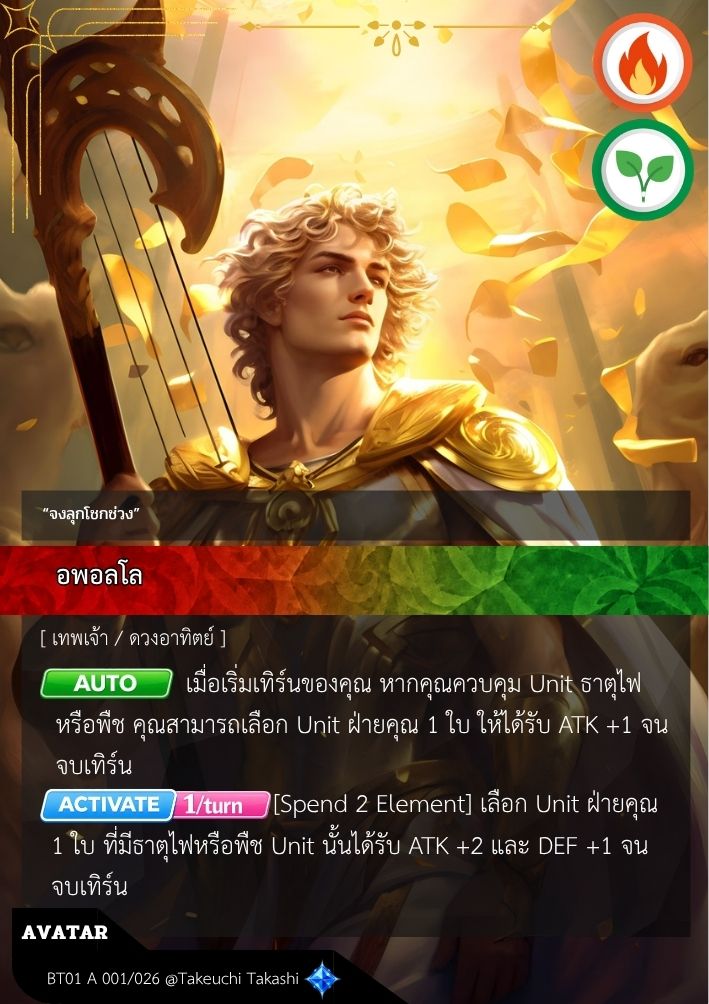 “จงลุกโชกช่วง”
อพอลโล
[ เทพเจ้า / ดวงอาทิตย์ ]
AUTO เมื่อเริ่มเทิร์นของคุณ หากคุณควบคุม Unit ธาตุไฟ
หรือพืช คุณสามารถเลือก Unit ฝ่ายคุณ 1 ใบ ให้ได้รับ ATK +1 จน
จบเทิร์น
ACTIVATE 1/turn [Spend 2 Element] เลือก Unit ฝ่ายคุณ
1 ใบ ที่มีธาตุไฟหรือพืช Unit นั้นได้รับ ATK +2 และ DEF +1 จน
จบเทิร์น
AVATAR
BT01 A 001/026 @Takeuchi Takashi